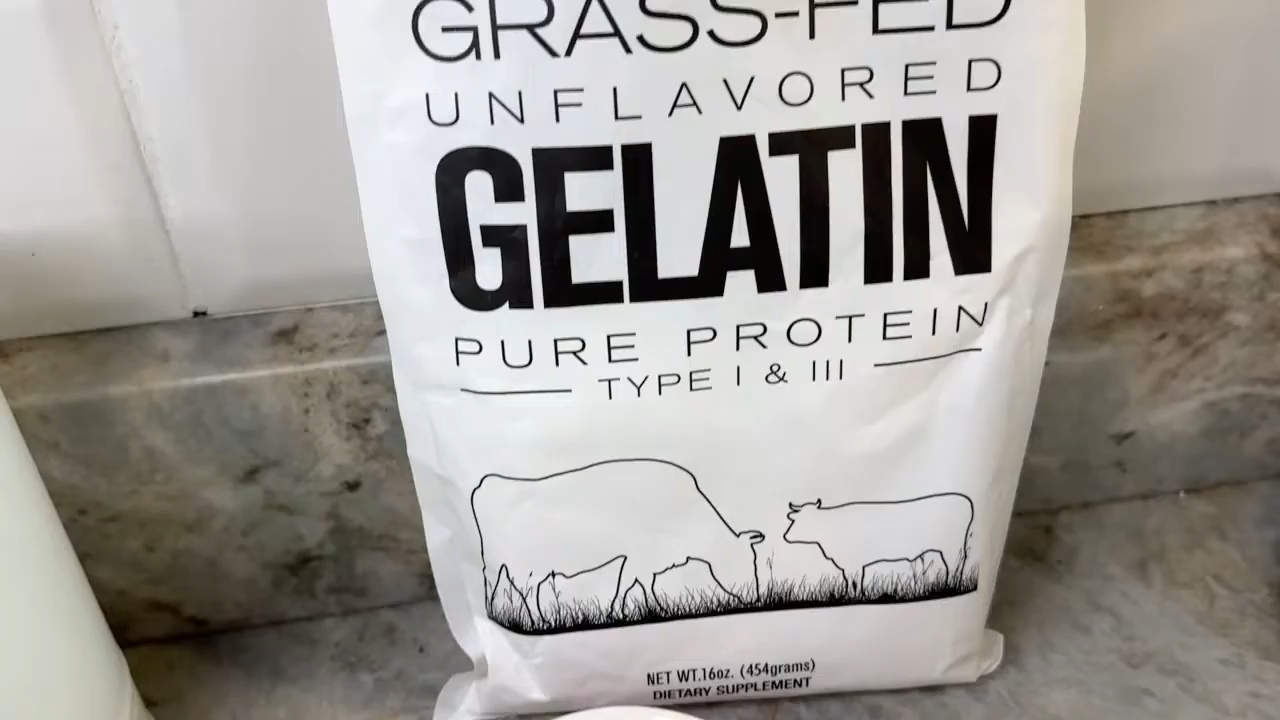 GRASS-FED
UNFLAVORED
GELATIN
PURE PROTEIN
TYPE I & III
NET WT.16oz. (454grams)
DIETARY SUPPLEMENT